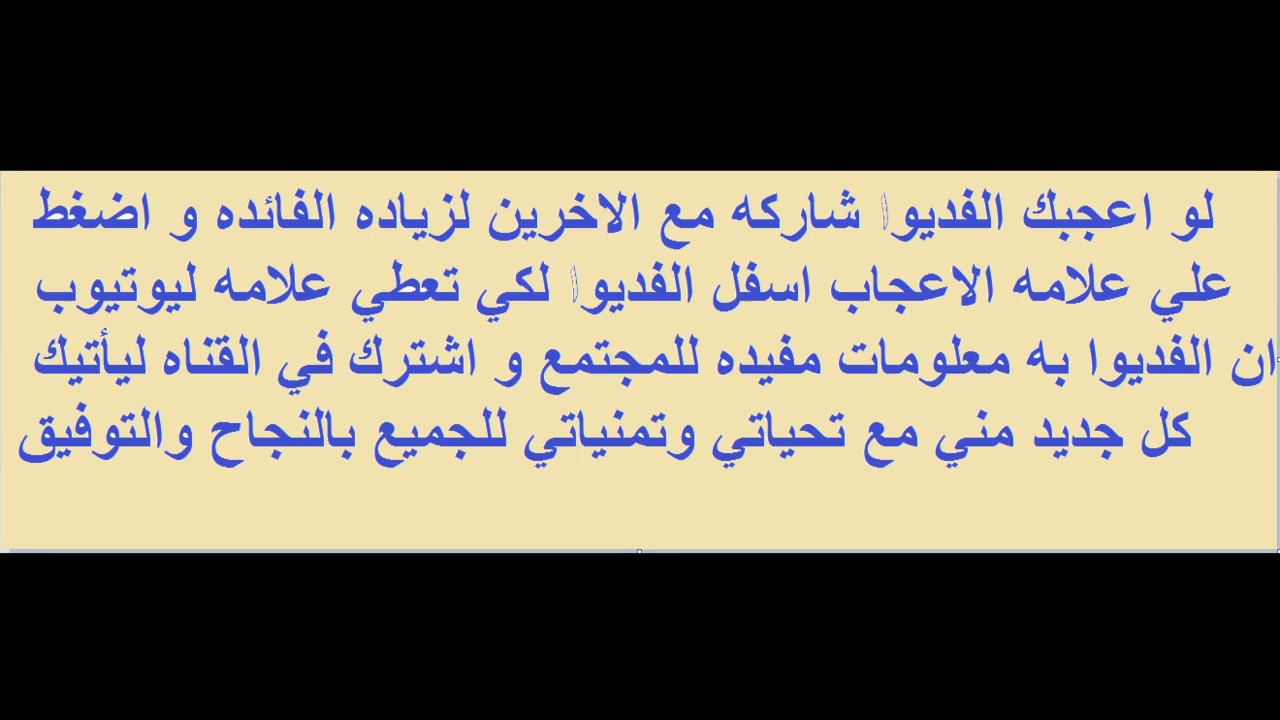 لو اعجبك الفديوا شاركه مع الاخرين لزياده الفائده و اضغط
علي علامه الاعجاب اسفل الفديوا لكي تعطي علامه ليوتيوب
ان الفديوا به معلومات مفيده للمجتمع و اشترك في القناه ليأتيك
كل جديد مني مع تحياتي وتمنياتي للجميع بالنجاح والتوفيق